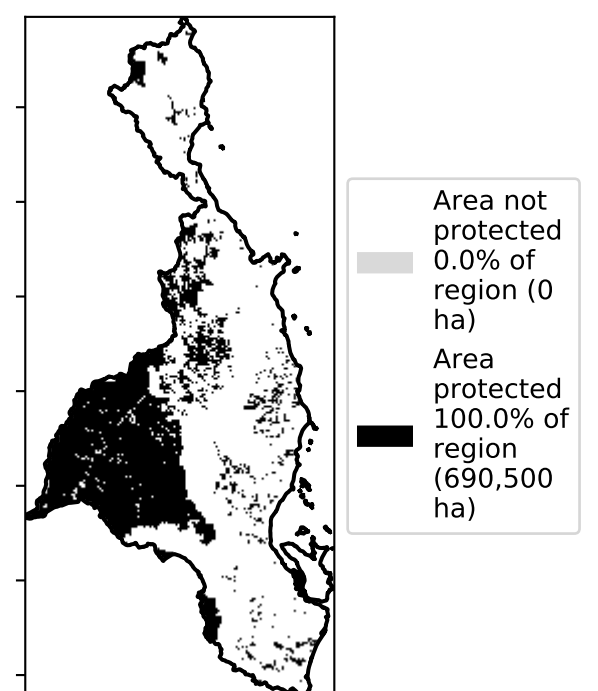 Area not
protected
0.0% of
region (0
ha)
Area
protected
100.0% of
region
(690,500
ha)